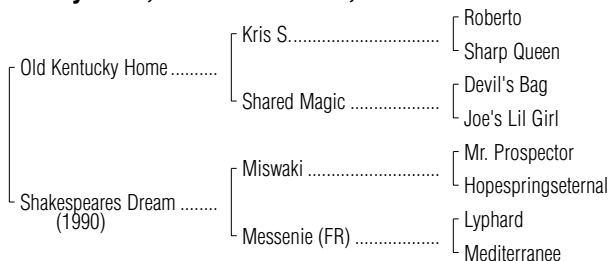 Roberto
Kris S.
Sharp Queen
Old Kentucky Home
Devil's Bag
Shared Magic
Joe's Lil Girl
Mr. Prospector
Miswaki
Hopespringseternal
Shakespeares Dream
(1990)
Lyphard
Messenie (FR)
Mediterranee